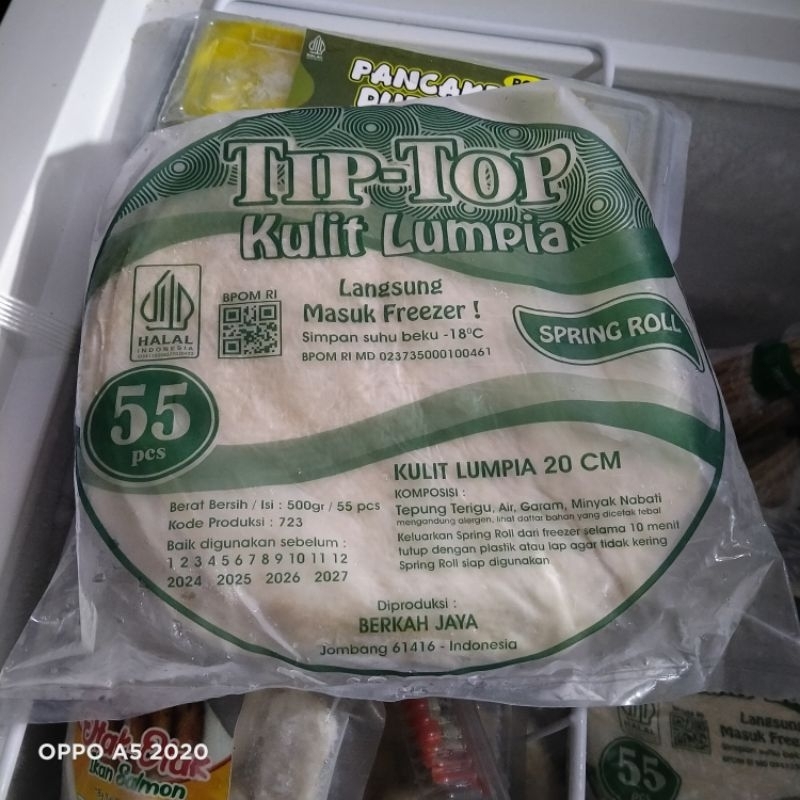 HALAL
PANCAKE
TIP-TOP
Kulit Lumpia
HALAL
INDONESIA
BPOM RI
Langsung
Masuk Freezer !
Simpan suhu beku -18°C
BPOM RI MD 023735000100461
SPRING ROLL
55
pcs
KULIT LUMPIA 20 CM
KOMPOSISI :
Tepung Terigu, Air, Garam, Minyak Nabati
mengandung alergen, lihat daftar bahan yang dicetak tebal
Keluarkan Spring Roll dari freezer selama 10 menit
tutup dengan plastik atau lap agar tidak kering
Spring Roll siap digunakan
Berat Bersih / Isi : 500gr / 55 pcs
Kode Produksi : 723
Baik digunakan sebelum :
1 2 3 4 5 6 7 8 9 10 11 12
2024 2025 2026 2027
Diproduksi :
BERKAH JAYA
Jombang 61416 - Indonesia
Otak
Ikan Salmon
OPPO A5 2020
HALAL
Langsung
Masuk Freezer
Simpan suhu
55